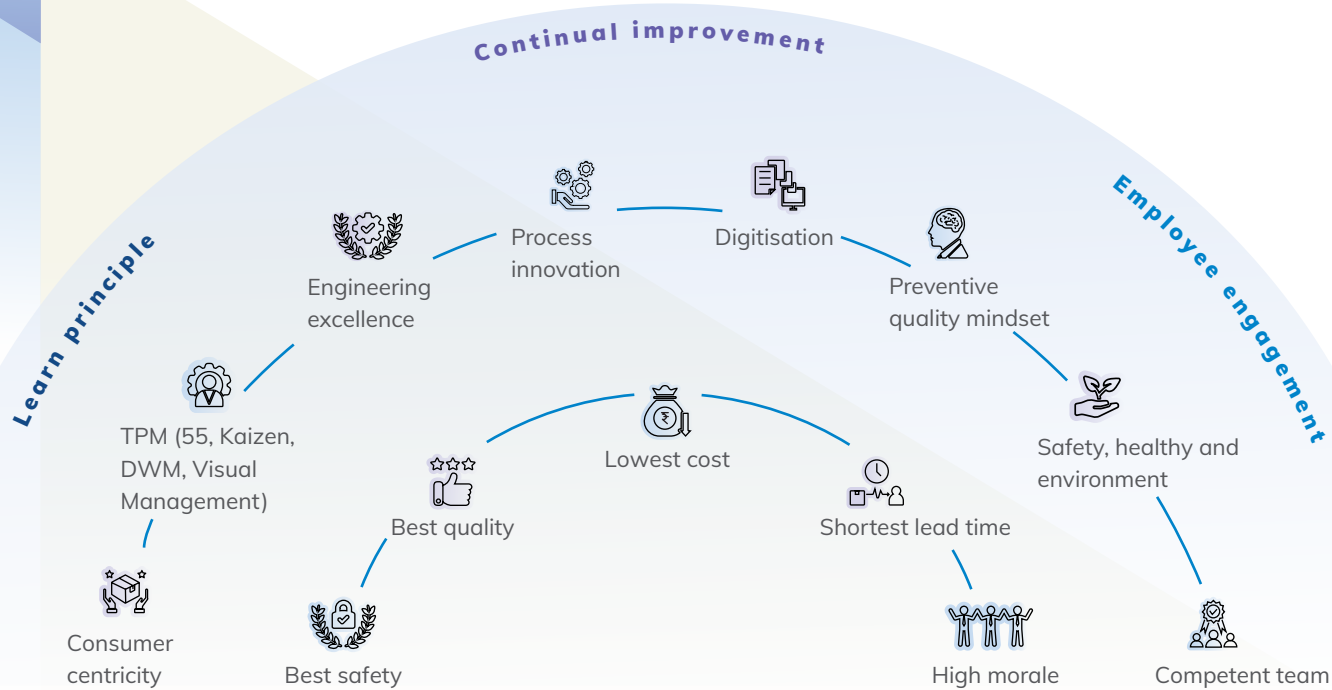 Continual improvement
Learn principle
Employee engagement
Process
innovation
Digitisation
Engineering
excellence
Preventive
quality mindset
TPM (55, Kaizen,
DWM, Visual
Management)
Safety, healthy and
environment
Consumer
centricity
Competent team
Lowest cost
Best quality
Shortest lead time
Best safety
High morale
₹